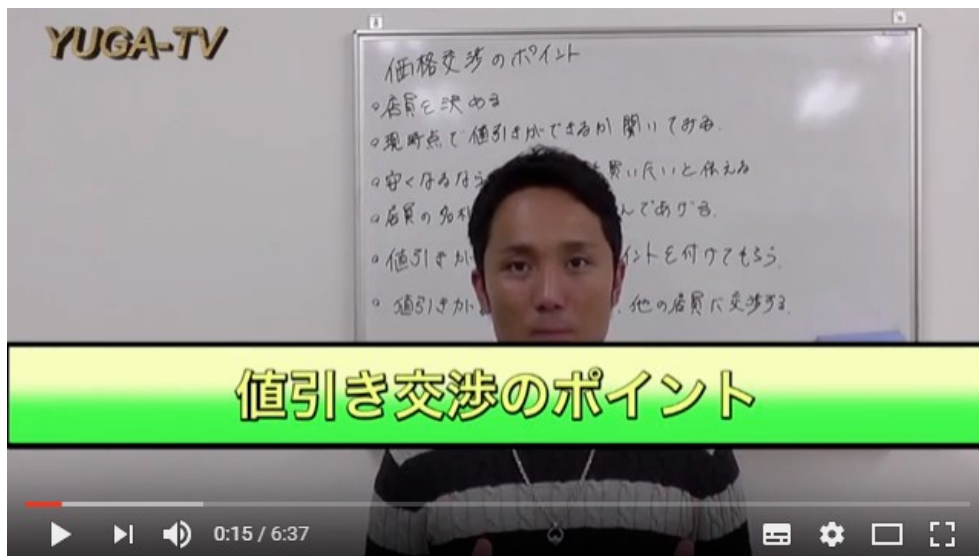 YUGA-TV
価格交渉のポイント
•店員を決める
•現時点で値引きができるか聞いてみる.
•安くなるなら 買いたいと伝える
•店員の名札 んであげる.
•値引きが イントを付けてもらう.
•値引きが 、他の店員に交渉する.
値引き交渉のポイント
0:15 / 6:37